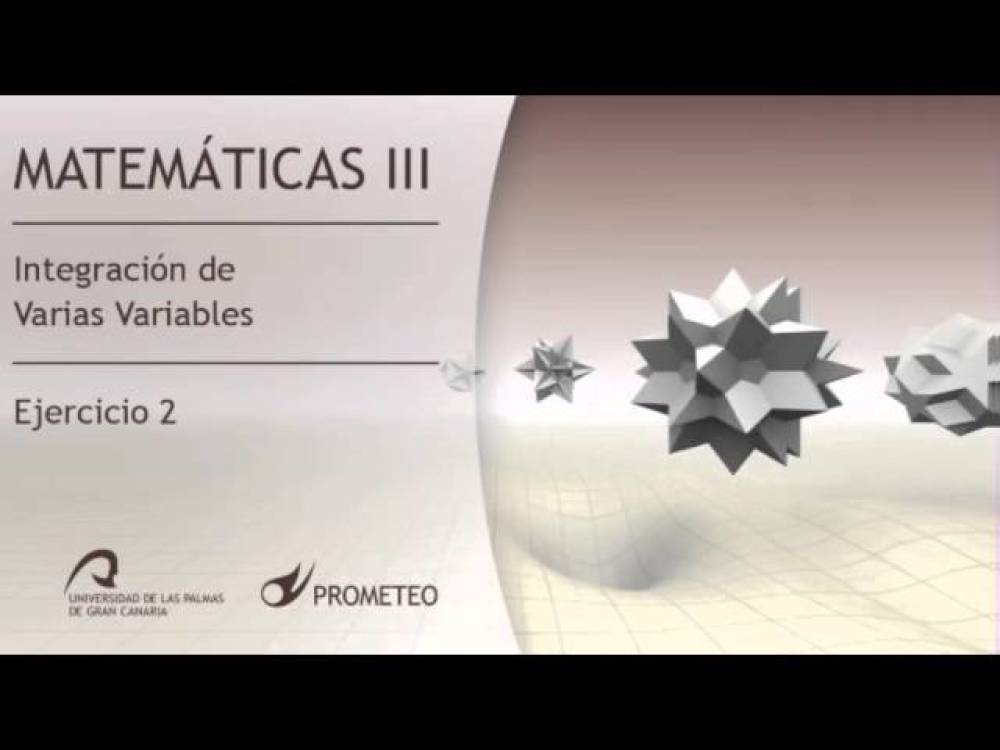 MATEMÁTICAS III
Integración de
Varias Variables
Ejercicio 2
UNIVERSIDAD DE LAS PALMAS
DE GRAN CANARIA
PROMETEO